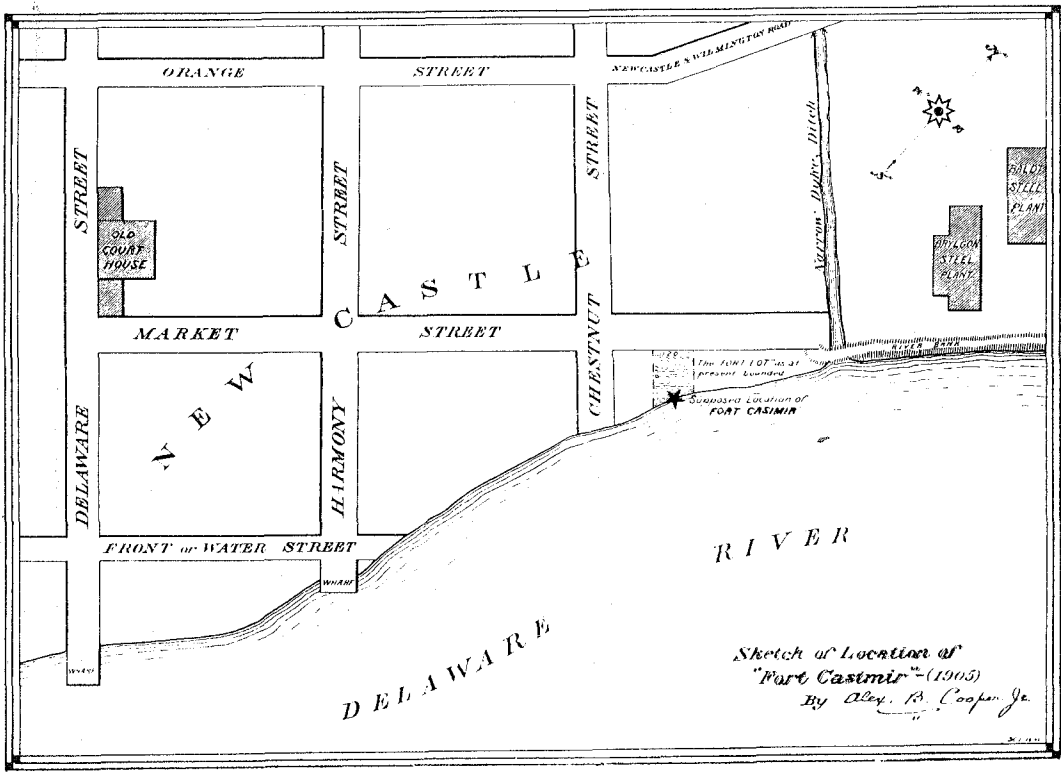 ORANGE STREET
NEWCASTLE & WILMINGTON ROAD
STREET
STREET
STREET
Narrow Dyke, Ditch
N
E
S
STEEL
PLANT
STEEL
PLANT
OLD
COURT
HOUSE
NEW CASTLE
MARKET STREET
RIVER BANK
DELAWARE
HARMONY
CHESTNUT
The "FORT LOT" as at
present bounded
Supposed Location of
FORT CASIMIR
FRONT or WATER STREET
WHARF
WHARF
DELAWARE RIVER
Sketch of Location of
"Fort Casimir"-(1905)
By Alex. B. Cooper Jr.